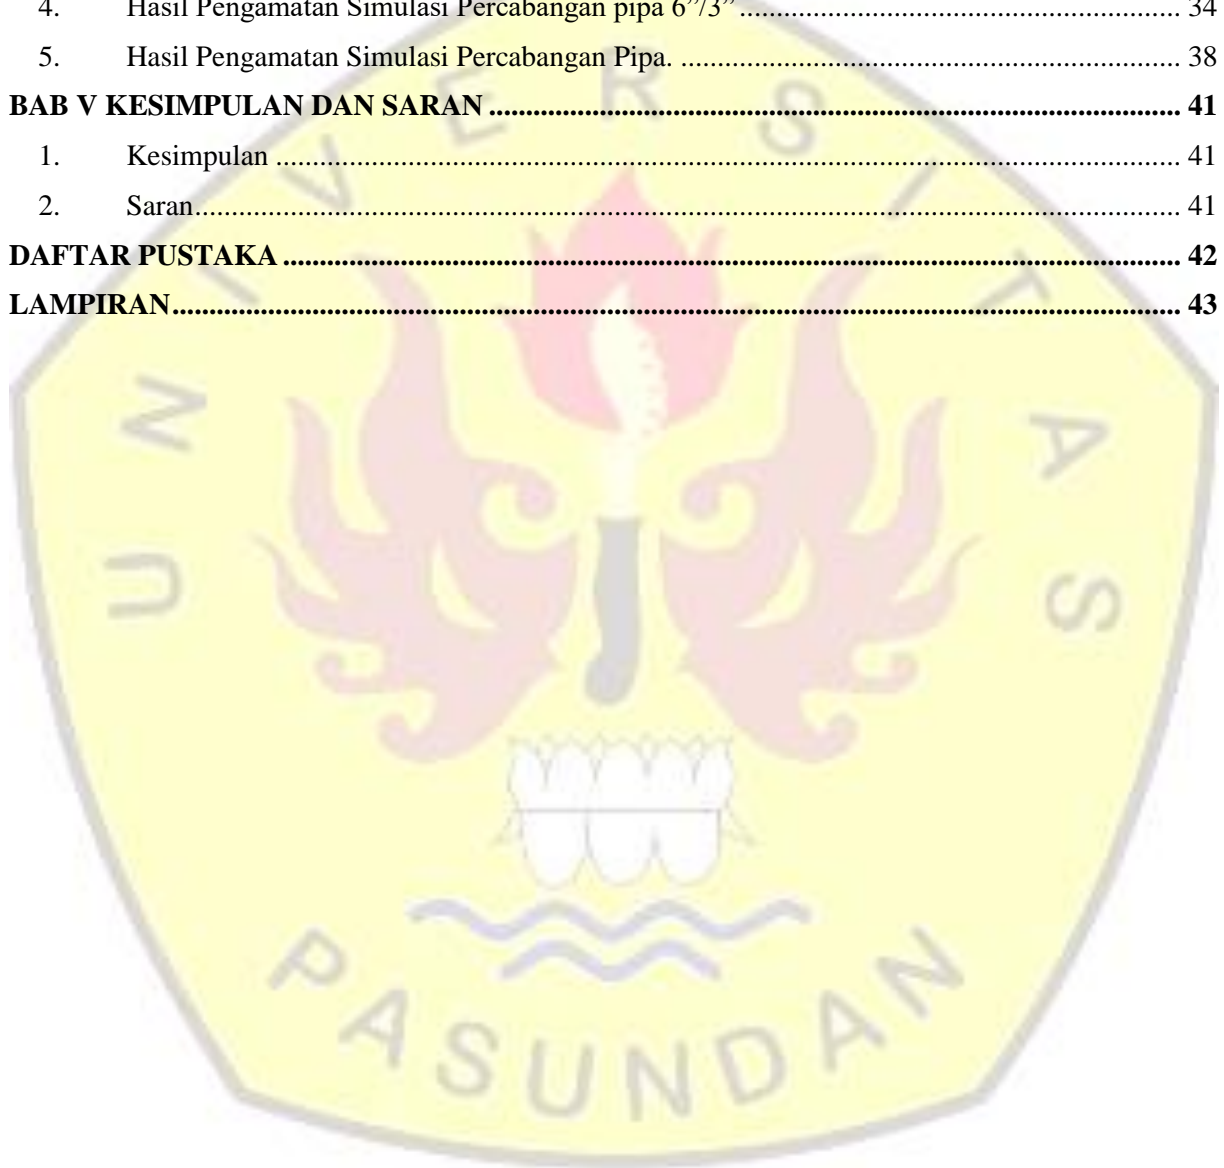 4. Hasil Pengamatan Simulasi Percabangan pipa 6”/3” ........................................................... 34
5. Hasil Pengamatan Simulasi Percabangan Pipa. ...................................................................... 38
BAB V KESIMPULAN DAN SARAN ................................................................................................ 41
1. Kesimpulan ......................................................................................................................... 41
2. Saran.................................................................................................................................... 41
DAFTAR PUSTAKA ............................................................................................................................ 42
LAMPIRAN........................................................................................................................................... 43
UNIVERSITAS
PASUNDAN